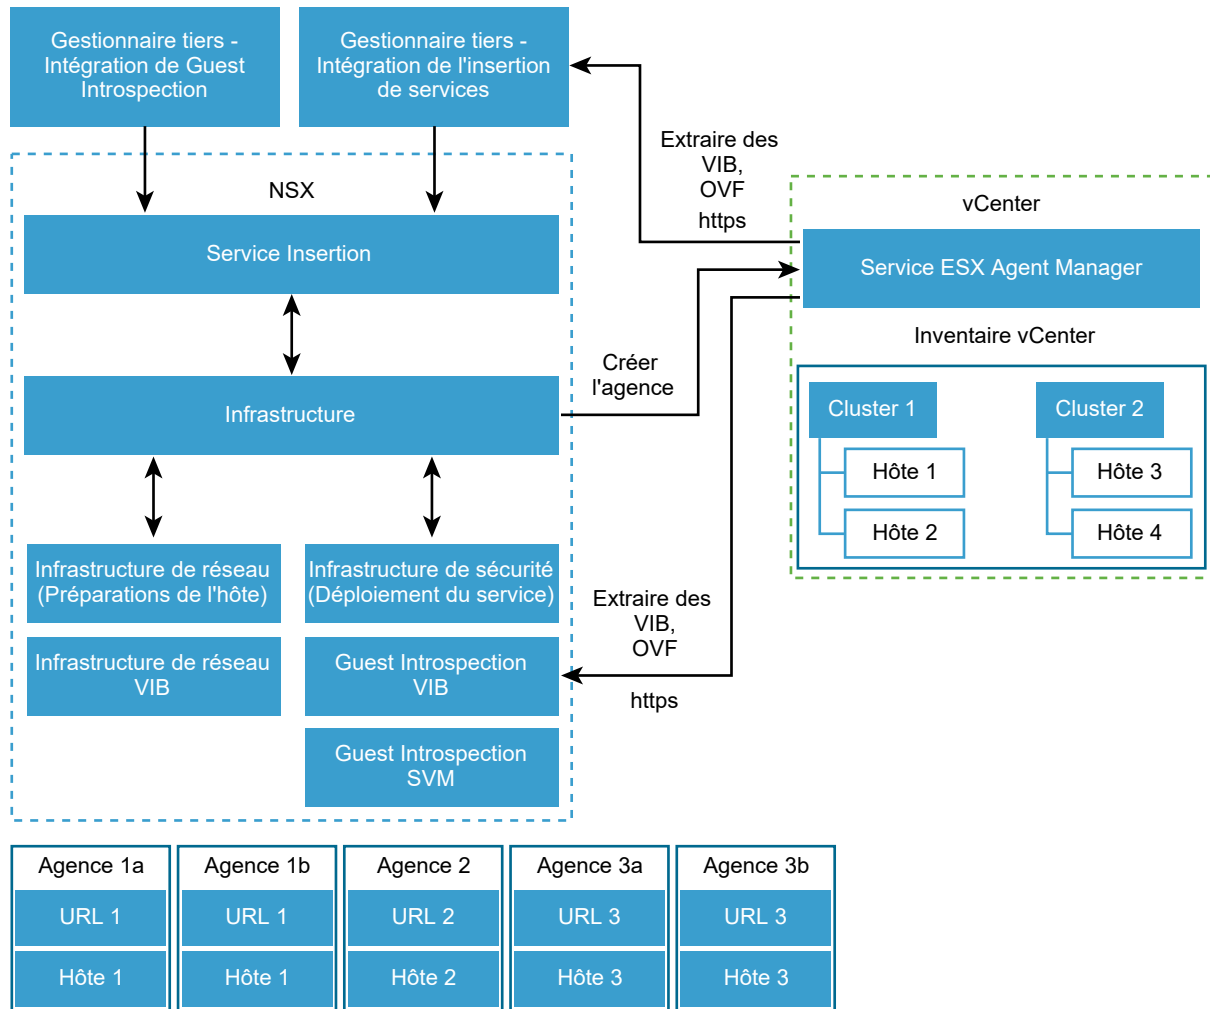 Gestionnaire tiers -
Intégration de Guest
Introspection
Gestionnaire tiers -
Intégration de l'insertion
de services
Extraire des
VIB,
OVF
https
NSX
Service Insertion
Infrastructure
Créer
l'agence
vCenter
Service ESX Agent Manager
Inventaire vCenter
Cluster 1
Hôte 1
Hôte 2
Cluster 2
Hôte 3
Hôte 4
Infrastructure de réseau
(Préparations de l'hôte)
Infrastructure de sécurité
(Déploiement du service)
Infrastructure de réseau
VIB
Guest Introspection
VIB
Guest Introspection
SVM
Extraire des
VIB,
OVF
https
Agence 1a
URL 1
Hôte 1
Agence 1b
URL 1
Hôte 1
Agence 2
URL 2
Hôte 2
Agence 3a
URL 3
Hôte 3
Agence 3b
URL 3
Hôte 3